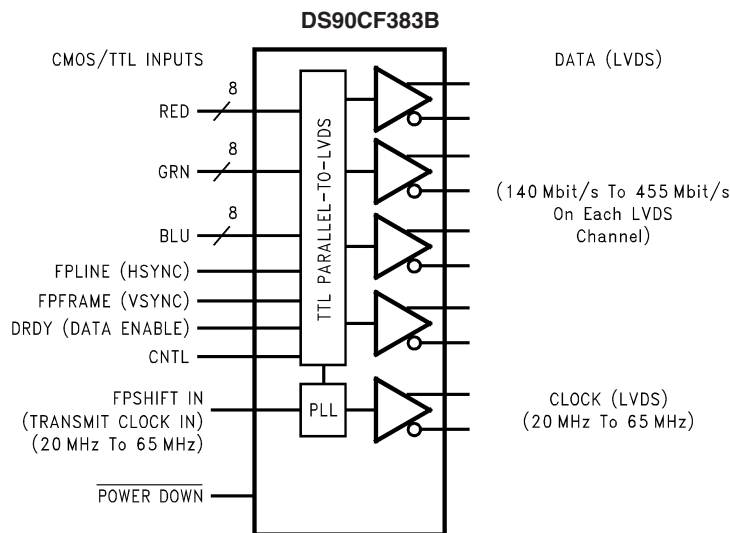 DS90CF383B
CMOS/TTL INPUTS
DATA (LVDS)
RED
8
GRN
8
BLU
8
FPLINE (HSYNC)
FPFRAME (VSYNC)
DRDY (DATA ENABLE)
CNTL
FPSHIFT IN
(TRANSMIT CLOCK IN)
(20 MHz To 65 MHz)
POWER DOWN
TTL PARALLEL-TO-LVDS
PLL
(140 Mbit/s To 455 Mbit/s
On Each LVDS
Channel)
CLOCK (LVDS)
(20 MHz To 65 MHz)